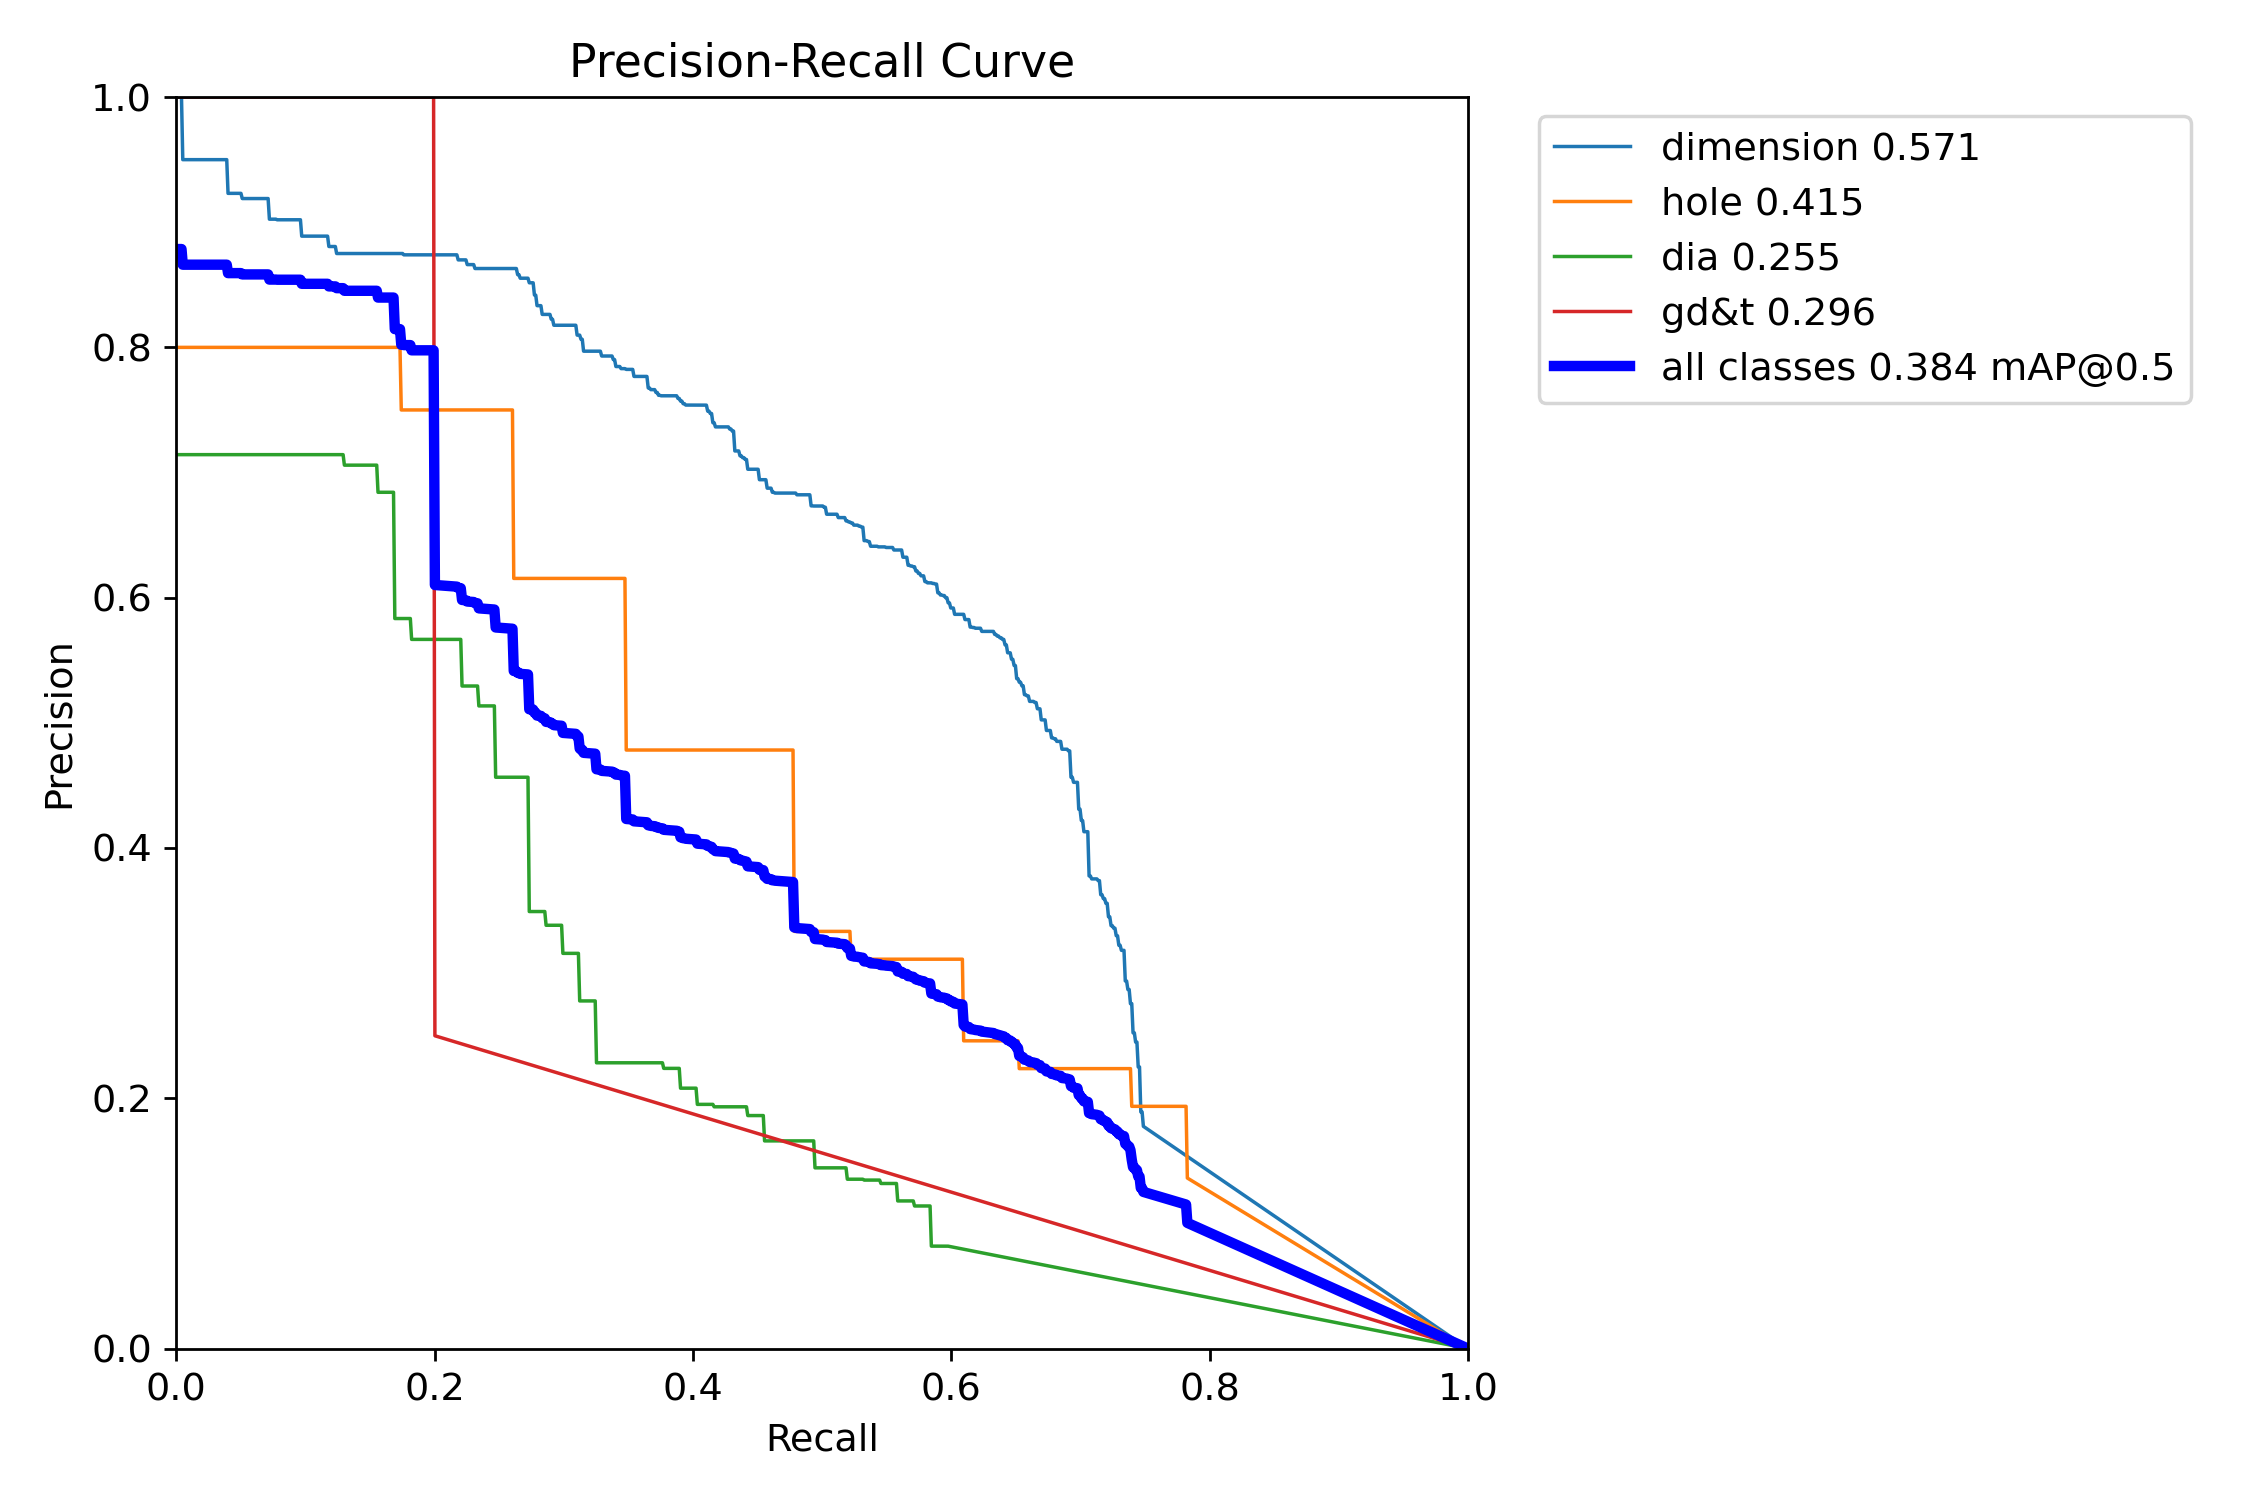 Precision-Recall Curve
1.0
0.8
0.6
0.4
0.2
0.0
Precision
0.0 0.2 0.4 0.6 0.8 1.0
Recall
dimension 0.571
hole 0.415
dia 0.255
gd&t 0.296
all classes 0.384 mAP@0.5